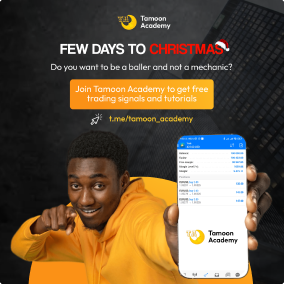 Tamoon
Academy
FEW DAYS TO CHRISTMAS
Do you want to be a baller and not a mechanic?
Join Tamoon Academy to get free
trading signals and tutorials
t.me/tamoon_academy
Tamoon
Academy